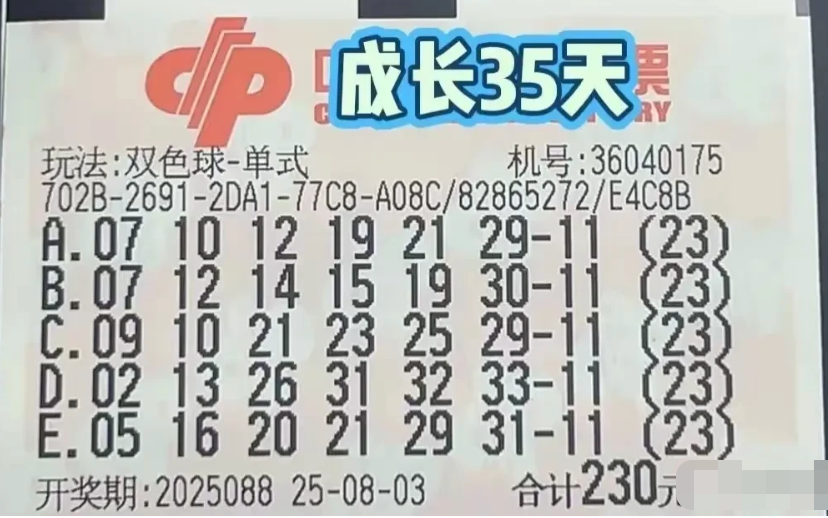 成长35天
玩法:双色球-单式 机号:36040175
702B-2691-2DA1-77C8-A08C/82865272/E4C8B
A.07 10 12 19 21 29-11 (23)
B.07 12 14 15 19 30-11 (23)
C.09 10 21 23 25 29-11 (23)
D.02 13 26 31 32 33-11 (23)
E.05 16 20 21 29 31-11 (23)
开奖期:2025088 25-08-03 合计230元